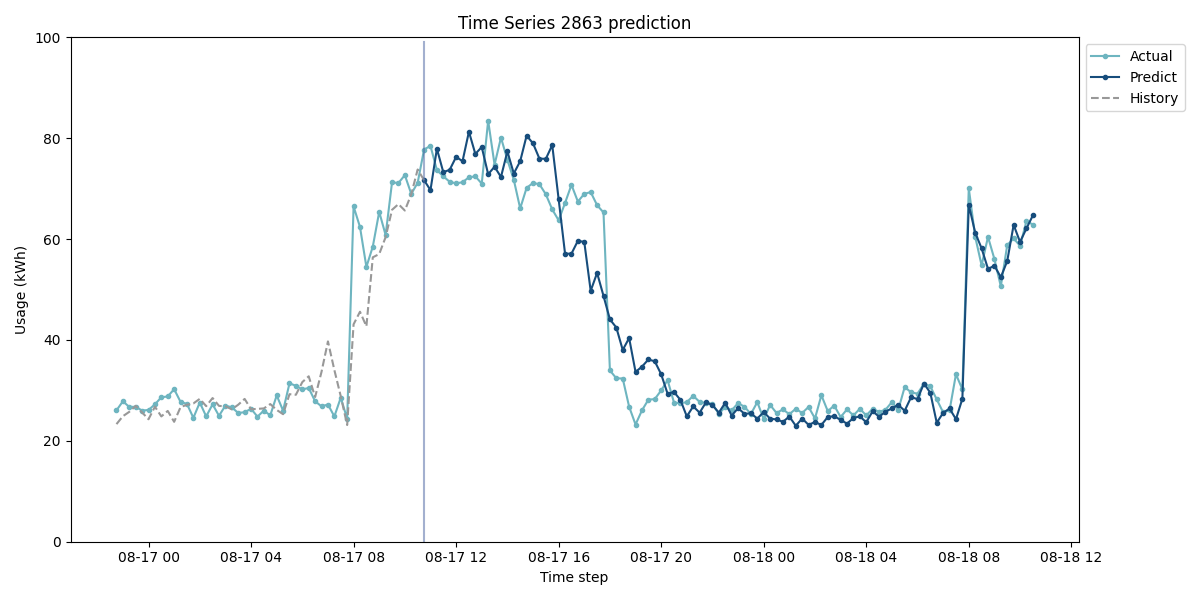 Time Series 2863 prediction
100
80
60
40
20
0
Usage (kWh)
08-17 00
08-17 04
08-17 08
08-17 12
08-17 16
08-17 20
08-18 00
08-18 04
08-18 08
08-18 12
Time step
Actual
Predict
History